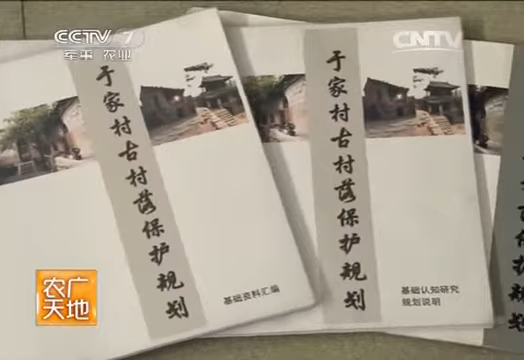 CCTV 7
军事 农业
CNTV
于家村古村落保护规划
基础资料汇编
于家村古村落保护规划
基础认知研究
规划说明
农广
天地